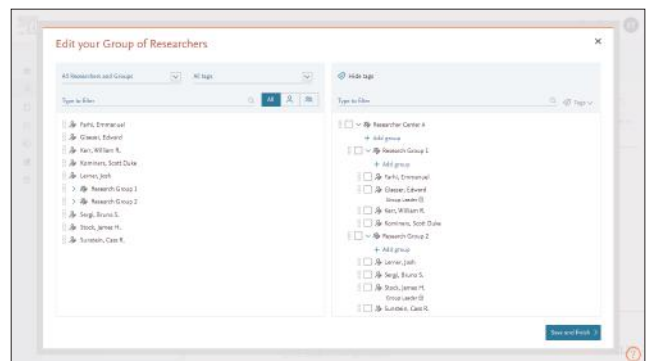 Edit your Group of Researchers
All Researchers and Groups
All tags
Type to filter
All
Farhi, Emmanuel
Glaeser, Edward
Kerr, William R.
Kominers, Scott Duke
Lerner, Josh
Research Group 1
Research Group 2
Sergi, Bruno S.
Stock, James H.
Sunstein, Cass R.
Hide tags
Type to filter
Tags
Researcher Center A
+ Add group
Research Group 1
+ Add group
Farhi, Emmanuel
Glaeser, Edward
Group Leader
Kerr, William R.
Kominers, Scott Duke
Research Group 2
+ Add group
Lerner, Josh
Sergi, Bruno S.
Stock, James H.
Group Leader
Sunstein, Cass R.
Save and Finish
?